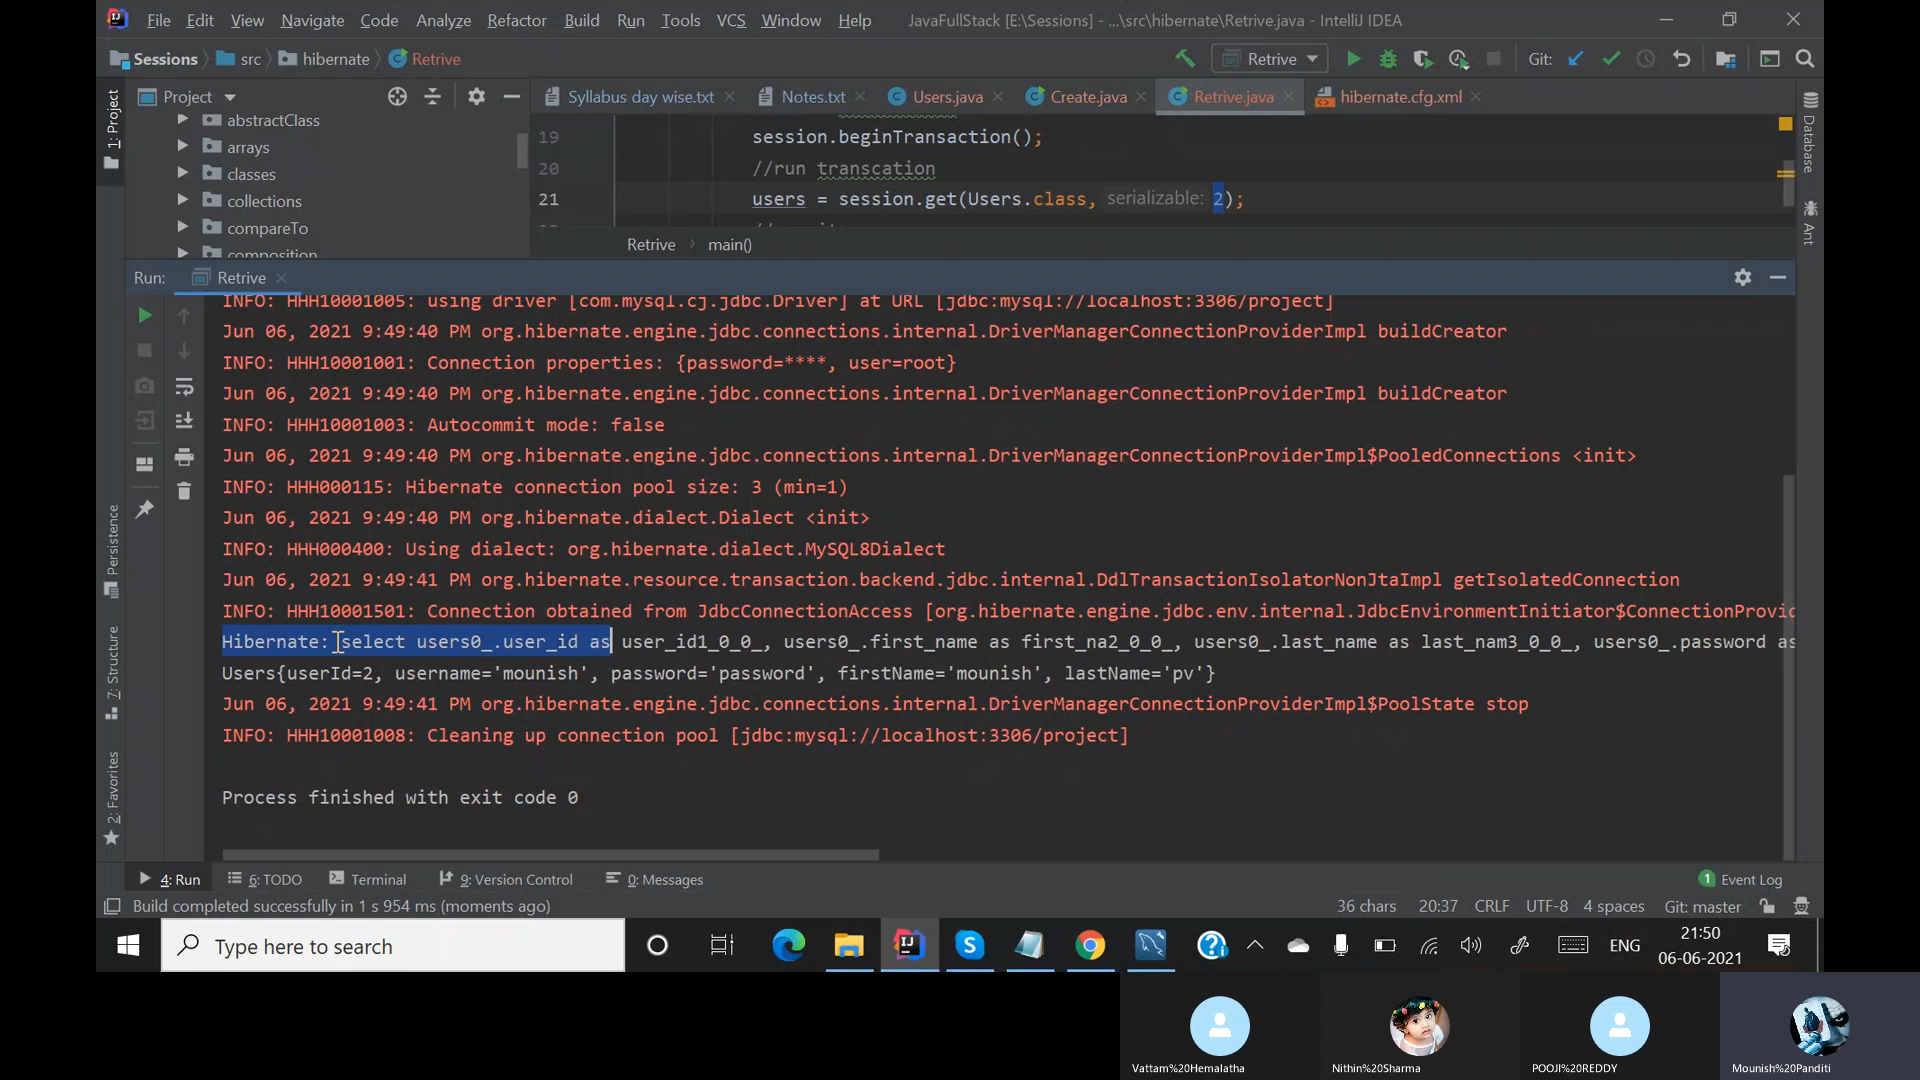 File Edit View Navigate Code Analyze Refactor Build Run Tools VCS Window Help JavaFullStack [E:\Sessions] - ...\src\hibernate\Retrive.java - IntelliJ IDEA
Sessions src hibernate Retrive Retrive Git:
Project Syllabus day wise.txt Notes.txt Users.java Create.java Retrive.java hibernate.cfg.xml
1: Project
abstractClass
arrays
classes
collections
compareTo
composition
19 session.beginTransaction();
20 //run transcation
21 users = session.get(Users.class, serializable: 2);
Retrive main()
Database
Ant
Run: Retrive
INFO: HHH10001005: using driver [com.mysql.cj.jdbc.Driver] at URL [jdbc:mysql://localhost:3306/project]
Jun 06, 2021 9:49:40 PM org.hibernate.engine.jdbc.connections.internal.DriverManagerConnectionProviderImpl buildCreator
INFO: HHH10001001: Connection properties: {password=****, user=root}
Jun 06, 2021 9:49:40 PM org.hibernate.engine.jdbc.connections.internal.DriverManagerConnectionProviderImpl buildCreator
INFO: HHH10001003: Autocommit mode: false
Jun 06, 2021 9:49:40 PM org.hibernate.engine.jdbc.connections.internal.DriverManagerConnectionProviderImpl$PooledConnections <init>
INFO: HHH000115: Hibernate connection pool size: 3 (min=1)
Jun 06, 2021 9:49:40 PM org.hibernate.dialect.Dialect <init>
INFO: HHH000400: Using dialect: org.hibernate.dialect.MySQL8Dialect
Jun 06, 2021 9:49:41 PM org.hibernate.resource.transaction.backend.jdbc.internal.DdlTransactionIsolatorNonJtaImpl getIsolatedConnection
INFO: HHH10001501: Connection obtained from JdbcConnectionAccess [org.hibernate.engine.jdbc.env.internal.JdbcEnvironmentInitiator$ConnectionProvid
Hibernate: select users0_.user_id as user_id1_0_0_, users0_.first_name as first_na2_0_0_, users0_.last_name as last_nam3_0_0_, users0_.password as
Users{userId=2, username='mounish', password='password', firstName='mounish', lastName='pv'}
Jun 06, 2021 9:49:41 PM org.hibernate.engine.jdbc.connections.internal.DriverManagerConnectionProviderImpl$PoolState stop
INFO: HHH10001008: Cleaning up connection pool [jdbc:mysql://localhost:3306/project]
Process finished with exit code 0
Persistence
7: Structure
2: Favorites
4: Run 6: TODO Terminal 9: Version Control 0: Messages 1 Event Log
Build completed successfully in 1 s 954 ms (moments ago) 36 chars 20:37 CRLF UTF-8 4 spaces Git: master
Type here to search ENG 21:50
06-06-2021
Vattam%20Hemalatha Nithin%20Sharma POOJI%20REDDY Mounish%20Panditi